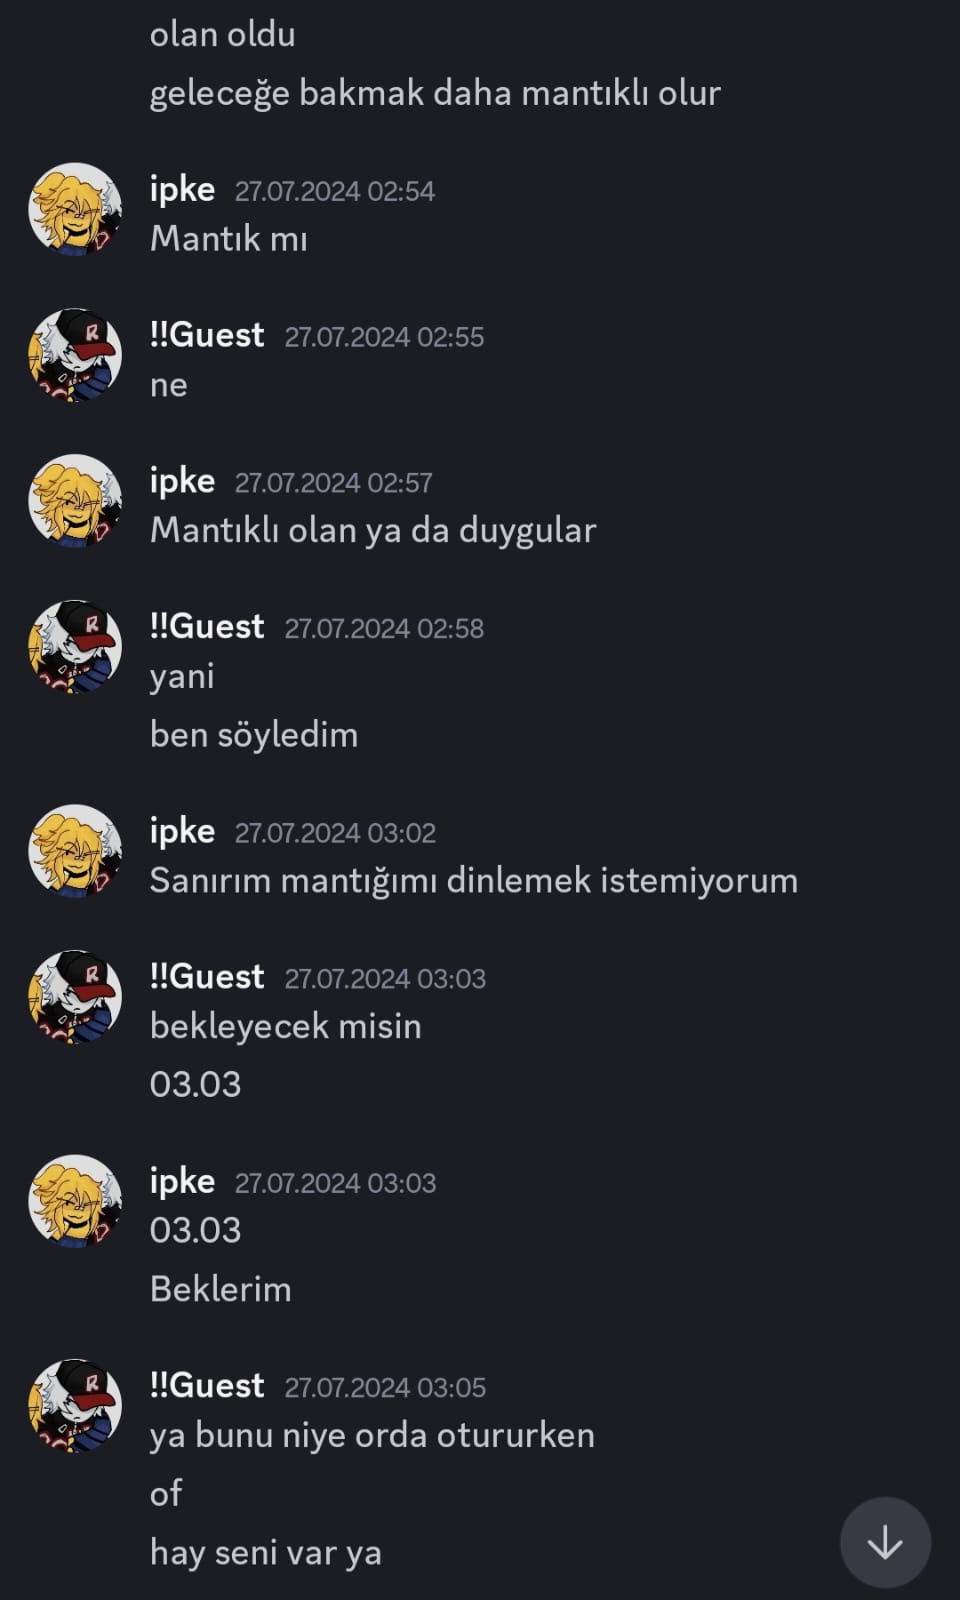 olan oldu
geleceğe bakmak daha mantıklı olur
ipke 27.07.2024 02:54
Mantık mı
!!Guest 27.07.2024 02:55
ne
ipke 27.07.2024 02:57
Mantıklı olan ya da duygular
!!Guest 27.07.2024 02:58
yani
ben söyledim
ipke 27.07.2024 03:02
Sanırım mantığımı dinlemek istemiyorum
!!Guest 27.07.2024 03:03
bekleyecek misin
03.03
ipke 27.07.2024 03:03
03.03
Beklerim
!!Guest 27.07.2024 03:05
ya bunu niye orda otururken
of
hay seni var ya